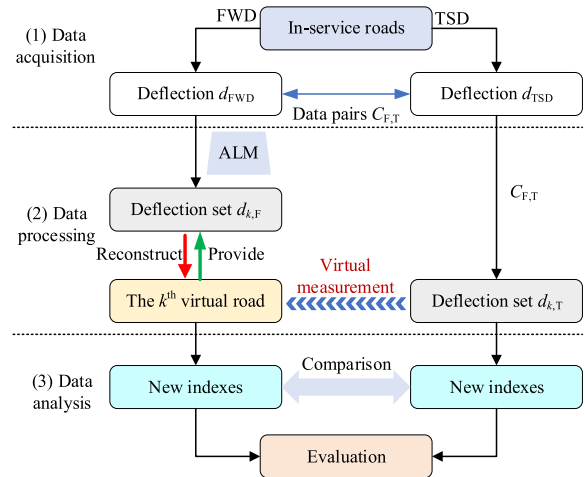 FWD
In-service roads
TSD
(1) Data
acquisition
Deflection dFWD
Deflection dTSD
Data pairs CF,T
ALM
CF,T
(2) Data
processing
Deflection set dk,F
Reconstruct
Provide
Virtual
measurement
The kth virtual road
Deflection set dk,T
(3) Data
analysis
New indexes
Comparison
New indexes
Evaluation